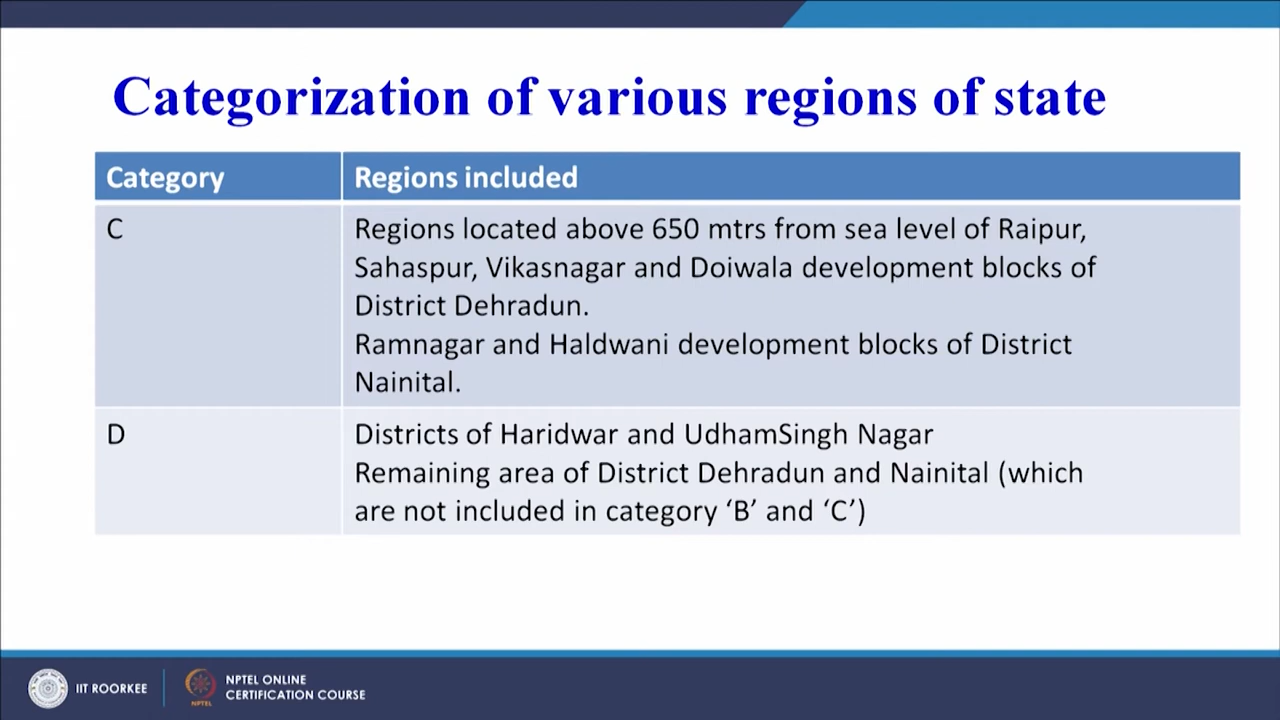 Categorization of various regions of state
Category
Regions included
C
Regions located above 650 mtrs from sea level of Raipur,
Sahaspur, Vikasnagar and Doiwala development blocks of
District Dehradun.
Ramnagar and Haldwani development blocks of District
Nainital.
D
Districts of Haridwar and UdhamSingh Nagar
Remaining area of District Dehradun and Nainital (which
are not included in category ‘B’ and ‘C’)
IIT ROORKEE
NPTEL
NPTEL ONLINE
CERTIFICATION COURSE